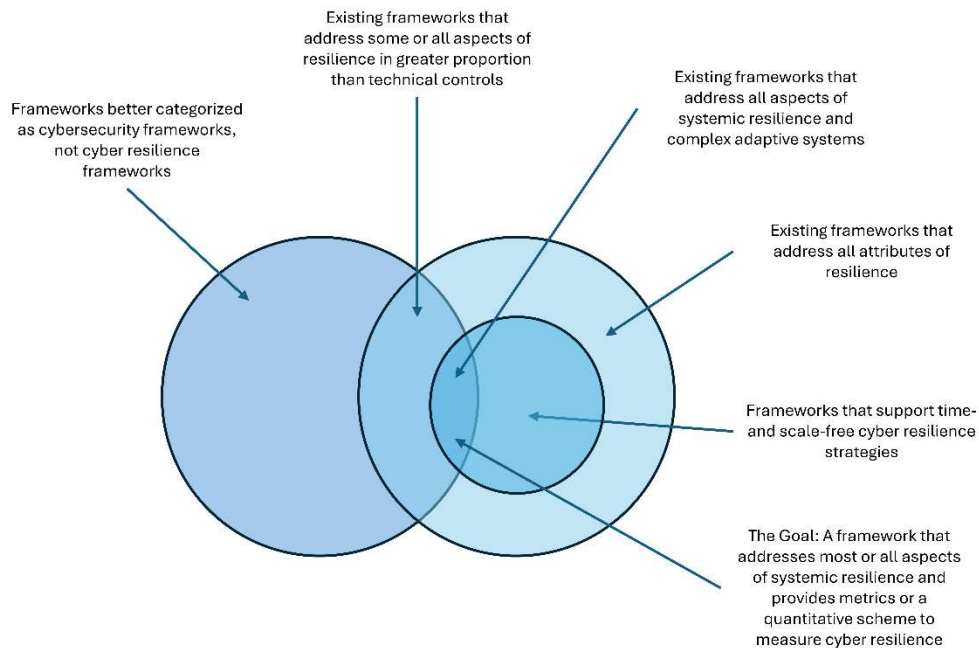 Existing frameworks that
address some or all aspects of
resilience in greater proportion
than technical controls
Frameworks better categorized
as cybersecurity frameworks,
not cyber resilience
frameworks
Existing frameworks that
address all aspects of
systemic resilience and
complex adaptive systems
Existing frameworks that
address all attributes
of resilience
Frameworks that support time-
and scale-free cyber resilience
strategies
The Goal: A framework that
addresses most or all aspects
of systemic resilience and
provides metrics or a
quantitative scheme to
measure cyber resilience